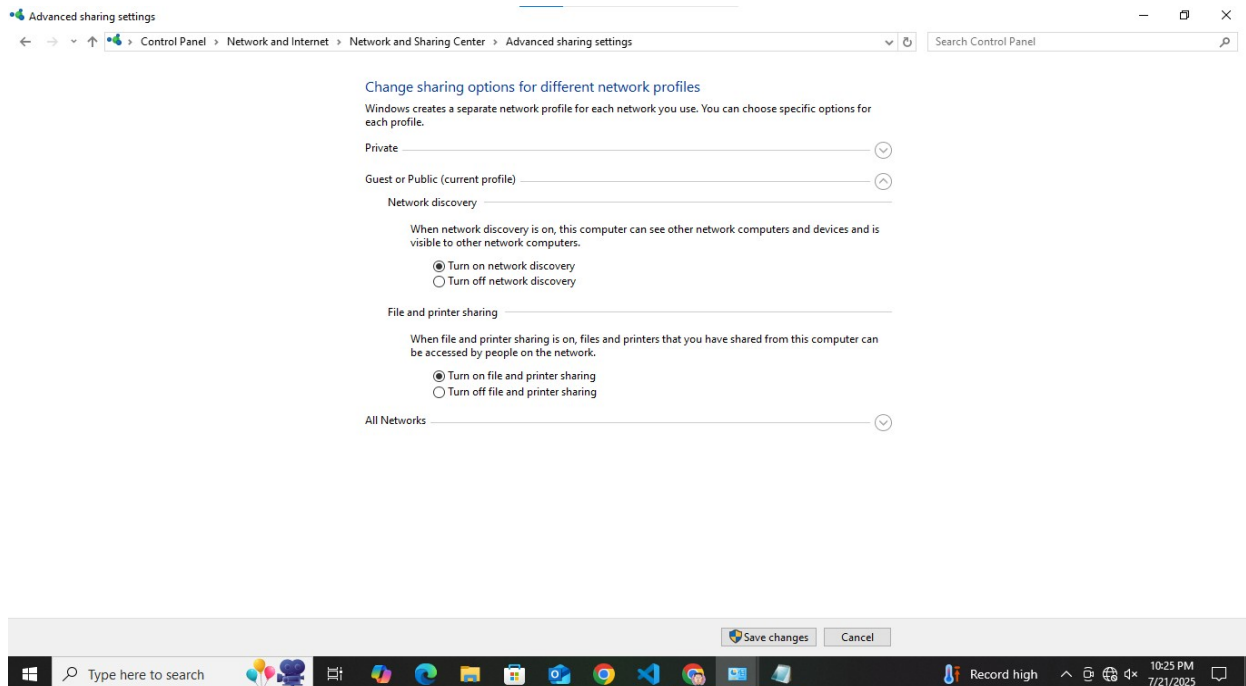 Advanced sharing settings
Control Panel > Network and Internet > Network and Sharing Center > Advanced sharing settings
Search Control Panel
Change sharing options for different network profiles
Windows creates a separate network profile for each network you use. You can choose specific options for
each profile.
Private
Guest or Public (current profile)
Network discovery
When network discovery is on, this computer can see other network computers and devices and is
visible to other network computers.
Turn on network discovery
Turn off network discovery
File and printer sharing
When file and printer sharing is on, files and printers that you have shared from this computer can
be accessed by people on the network.
Turn on file and printer sharing
Turn off file and printer sharing
All Networks
Save changes
Cancel
Type here to search
Record high
10:25 PM
7/21/2025